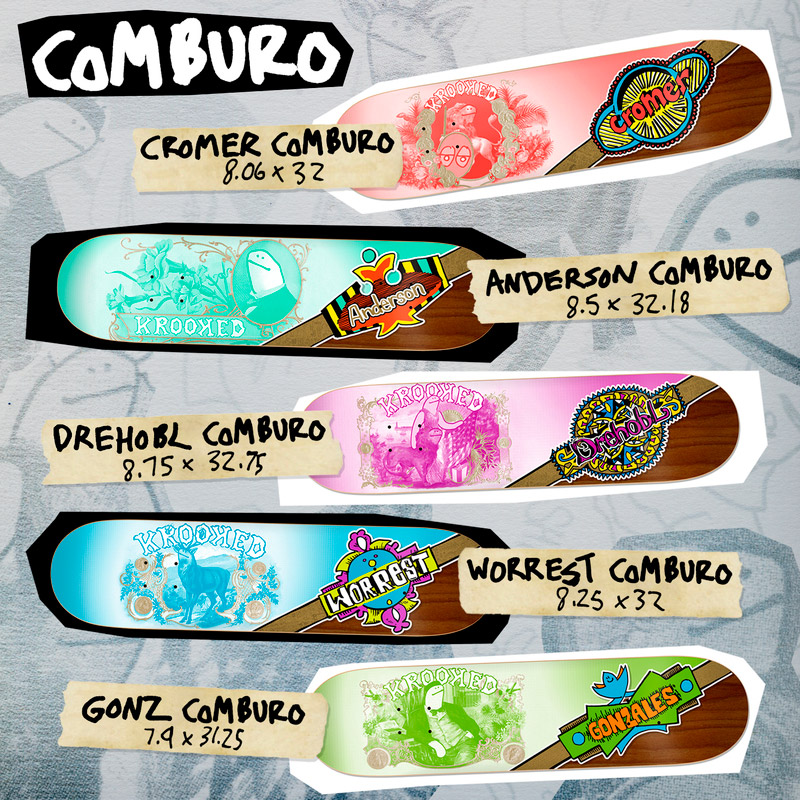 COMBURO
KROOKED
cromer
CROMER COMBURO
8.06 x 32
KROOKED
Anderson
ANDERSON COMBURO
8.5 x 32.18
KROOKED
Drehobl
DREHOBL COMBURO
8.75 x 32.75
KROOKED
WORREST
WORREST COMBURO
8.25 x 32
KROOKED
GONZALES
GONZ COMBURO
7.9 x 31.25